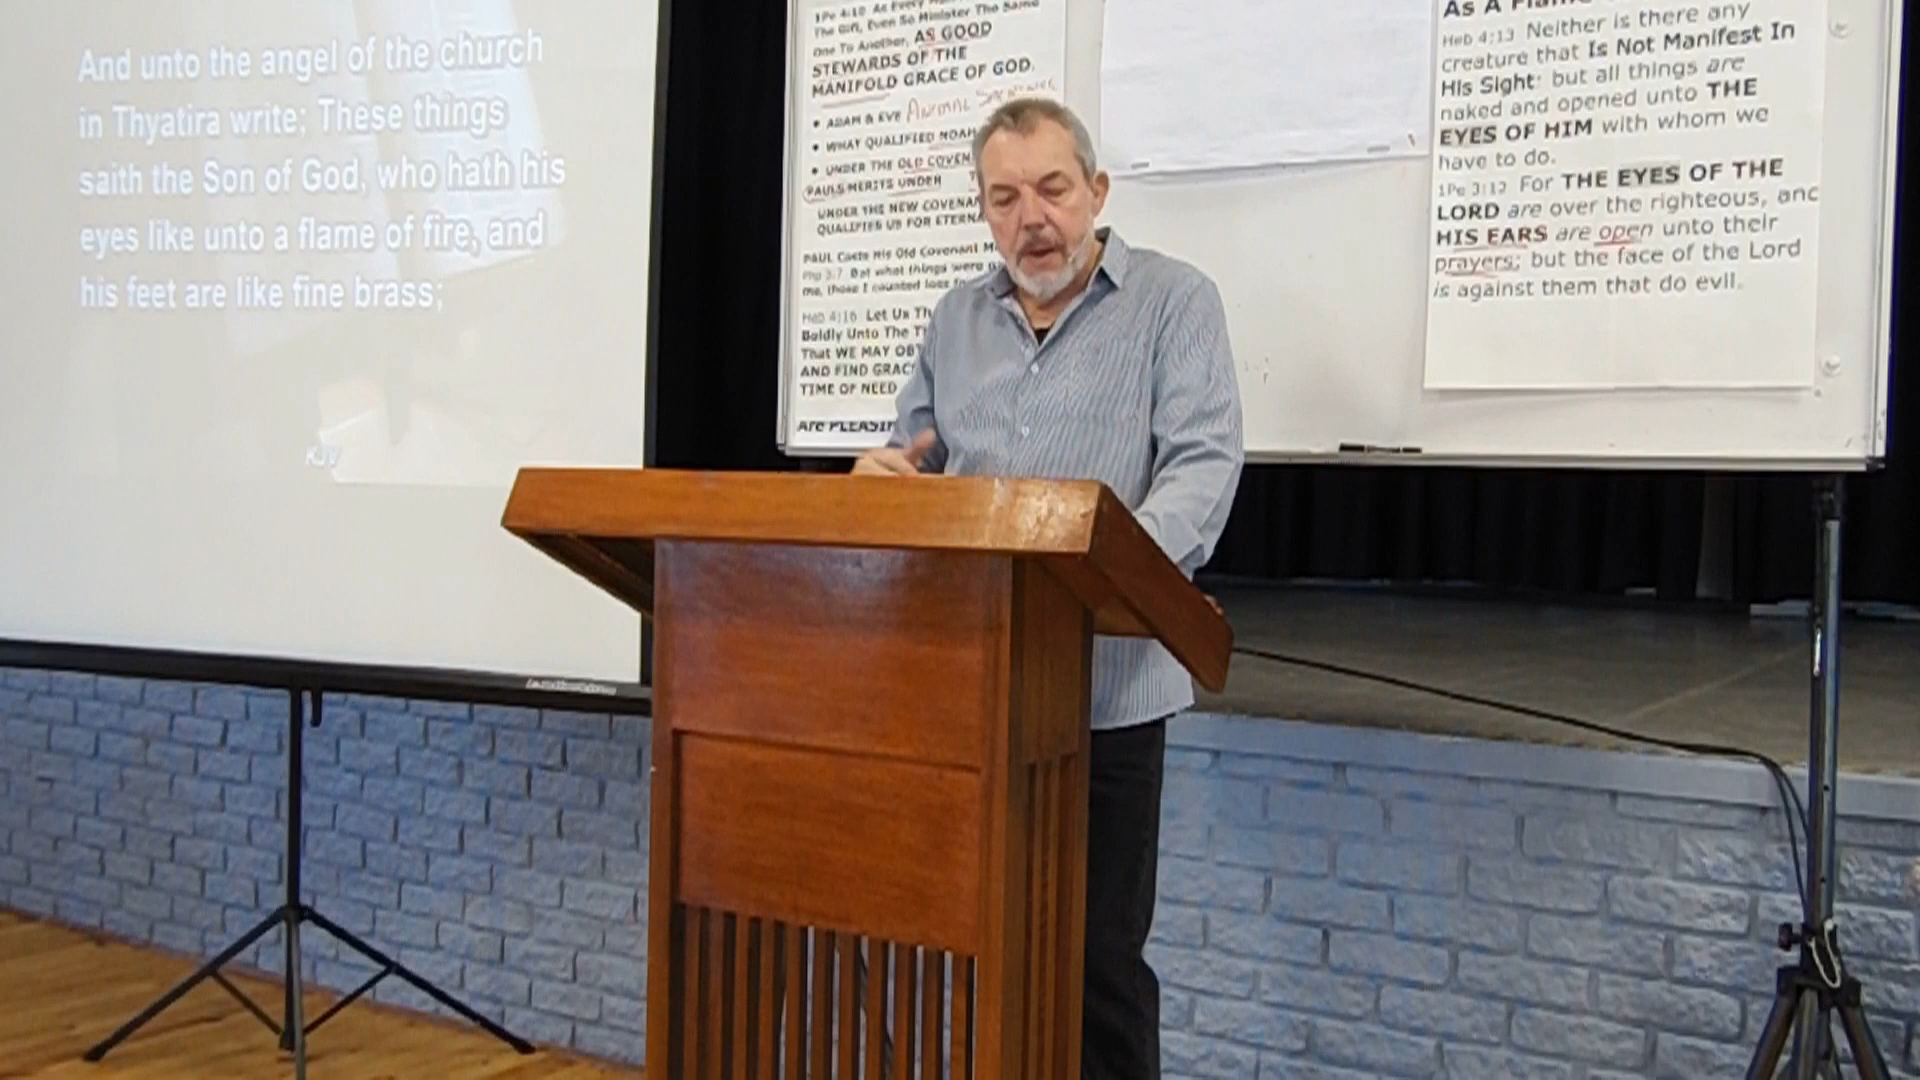 And unto the angel of the church
in Thyatira write; These things
saith the Son of God, who hath his
eyes like unto a flame of fire, and
his feet are like fine brass;
KJV
1Pe 4:10 As Every
The Gift, Even So Minister The Same
One To Another, AS GOOD
STEWARDS OF THE
MANIFOLD GRACE OF GOD.
• ADAM & EVE ANIMAL
• WHAT QUALIFIED NOAH
• UNDER THE OLD COVEN
PAULS MERITS UNDER
UNDER THE NEW COVENA
QUALIFIES US FOR ETERNA
PAUL Casts His Old Covenant M
Php 3:7 But what things were
me, those I counted loss
Heb 4:16 Let Us Th
Boldly Unto The T
That WE MAY OB
AND FIND GRAC
TIME OF NEED
Are PLEASIN
As A Flame
Heb 4:13 Neither is there any
creature that Is Not Manifest In
His Sight: but all things are
naked and opened unto THE
EYES OF HIM with whom we
have to do.
1Pe 3:12 For THE EYES OF THE
LORD are over the righteous, and
HIS EARS are open unto their
prayers: but the face of the Lord
is against them that do evil.